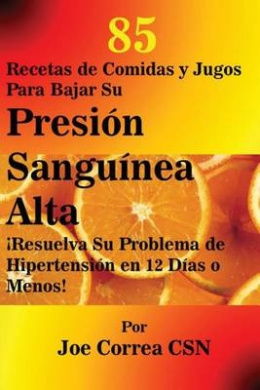 85
Recetas de Comidas y Jugos
Para Bajar Su
Presión
Sanguínea
Alta
¡Resuelva Su Problema de
Hipertensión en 12 Días o
Menos!
Por
Joe Correa CSN